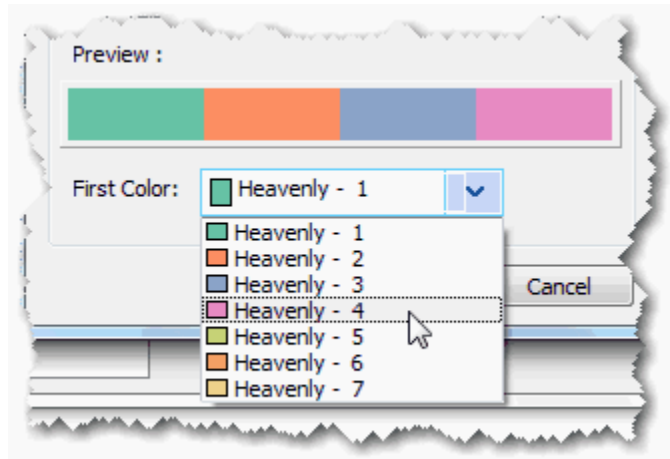 Preview :
First Color:
Heavenly - 1
Heavenly - 1
Heavenly - 2
Heavenly - 3
Cancel
Heavenly - 4
Heavenly - 5
Heavenly - 6
Heavenly - 7